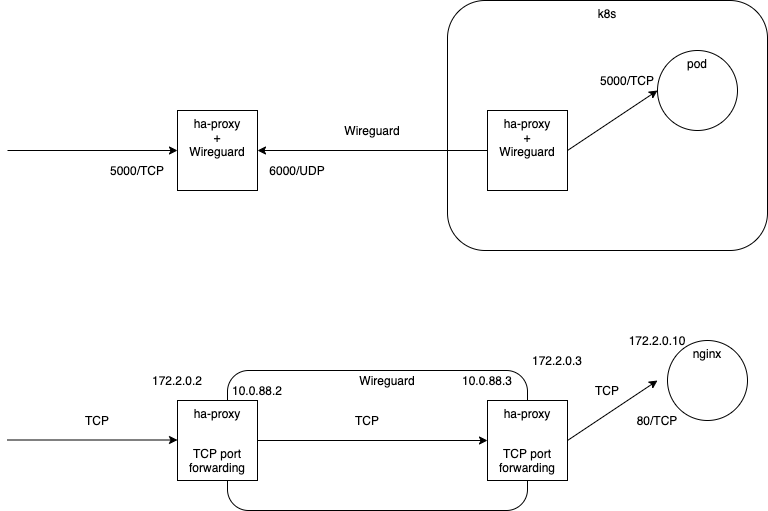 k8s
pod
5000/TCP
ha-proxy
+
Wireguard
Wireguard
ha-proxy
+
Wireguard
5000/TCP
6000/UDP
172.2.0.10
nginx
172.2.0.3
172.2.0.2
Wireguard
10.0.88.3
10.0.88.2
TCP
ha-proxy
ha-proxy
TCP
TCP
80/TCP
TCP port
forwarding
TCP port
forwarding